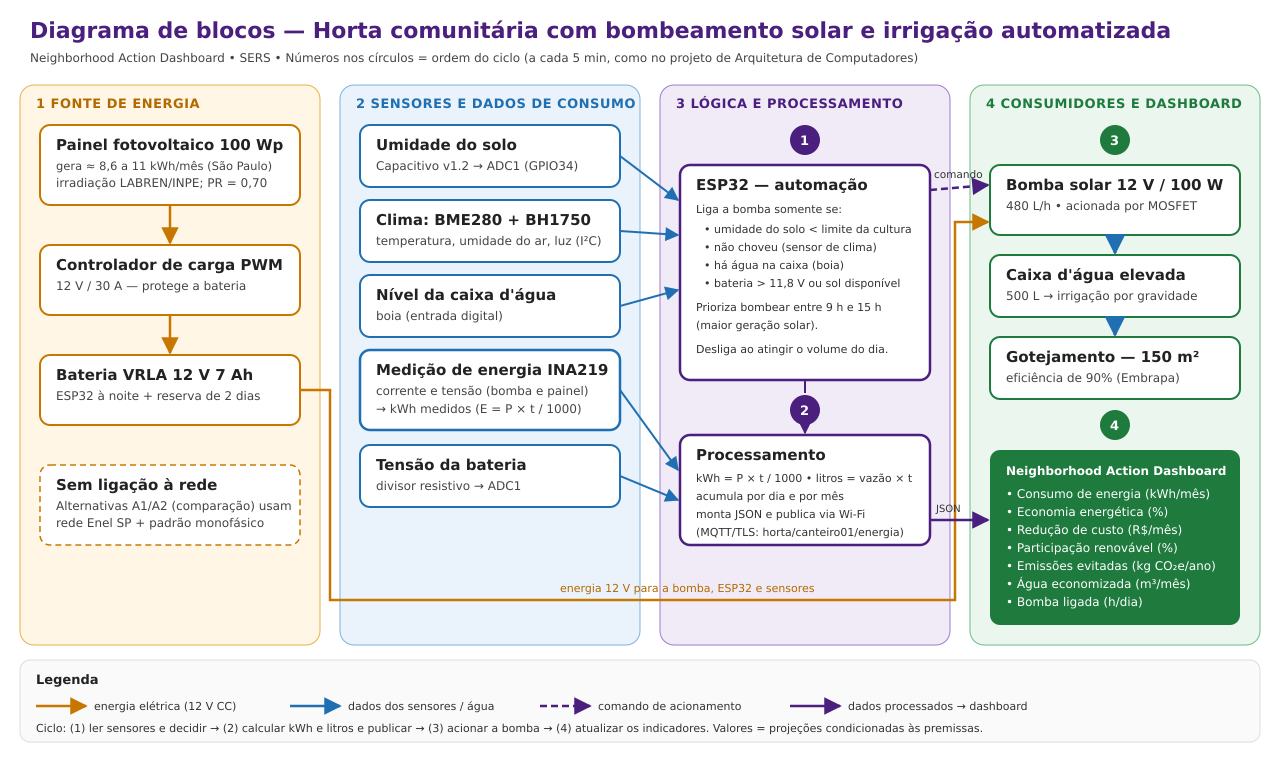 Diagrama de blocos — Horta comunitária com bombeamento solar e irrigação automatizada
Neighborhood Action Dashboard • SERS • Números nos círculos = ordem do ciclo (a cada 5 min, como no projeto de Arquitetura de Computadores)
1 FONTE DE ENERGIA
Painel fotovoltaico 100 Wp
gera ≈ 8,6 a 11 kWh/mês (São Paulo)
irradiação LABREN/INPE; PR = 0,70
Controlador de carga PWM
12 V / 30 A — protege a bateria
Bateria VRLA 12 V 7 Ah
ESP32 à noite + reserva de 2 dias
Sem ligação à rede
Alternativas A1/A2 (comparação) usam
rede Enel SP + padrão monofásico
2 SENSORES E DADOS DE CONSUMO
Umidade do solo
Capacitivo v1.2 → ADC1 (GPIO34)
Clima: BME280 + BH1750
temperatura, umidade do ar, luz (I²C)
Nível da caixa d'água
boia (entrada digital)
Medição de energia INA219
corrente e tensão (bomba e painel)
→ kWh medidos (E = P × t / 1000)
Tensão da bateria
divisor resistivo → ADC1
3 LÓGICA E PROCESSAMENTO
1
ESP32 — automação
Liga a bomba somente se:
• umidade do solo < limite da cultura
• não choveu (sensor de clima)
• há água na caixa (boia)
• bateria > 11,8 V ou sol disponível
Prioriza bombear entre 9 h e 15 h
(maior geração solar).
Desliga ao atingir o volume do dia.
2
Processamento
kWh = P × t / 1000 • litros = vazão × t
acumula por dia e por mês
monta JSON e publica via Wi-Fi
(MQTT/TLS: horta/canteiro01/energia)
comando
JSON
energia 12 V para a bomba, ESP32 e sensores
4 CONSUMIDORES E DASHBOARD
3
Bomba solar 12 V / 100 W
480 L/h • acionada por MOSFET
Caixa d'água elevada
500 L → irrigação por gravidade
Gotejamento — 150 m²
eficiência de 90% (Embrapa)
4
Neighborhood Action Dashboard
• Consumo de energia (kWh/mês)
• Economia energética (%)
• Redução de custo (R$/mês)
• Participação renovável (%)
• Emissões evitadas (kg CO₂e/ano)
• Água economizada (m³/mês)
• Bomba ligada (h/dia)
Legenda
energia elétrica (12 V CC)
dados dos sensores / água
comando de acionamento
dados processados → dashboard
Ciclo: (1) ler sensores e decidir → (2) calcular kWh e litros e publicar → (3) acionar a bomba → (4) atualizar os indicadores. Valores = projeções condicionadas às premissas.